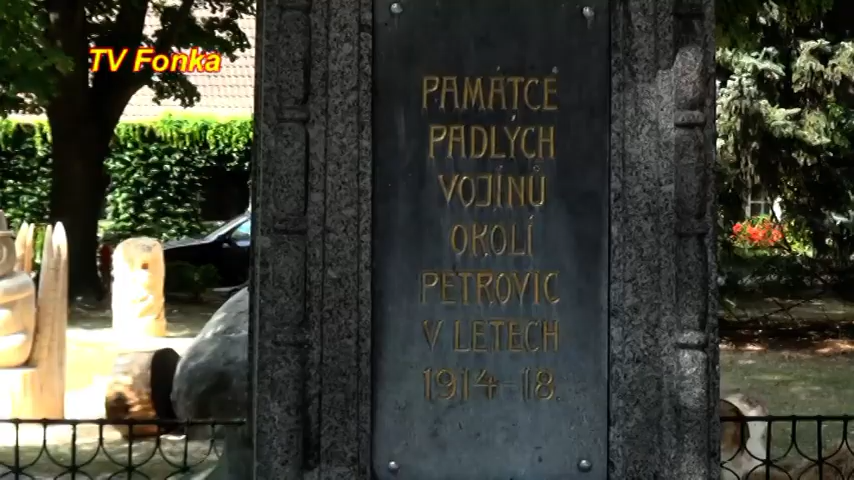 TV Fonka
PAMÁTCE
PADLÝCH
VOJÍNŮ
OKOLÍ
PETROVIC
V LETECH
1914-18.